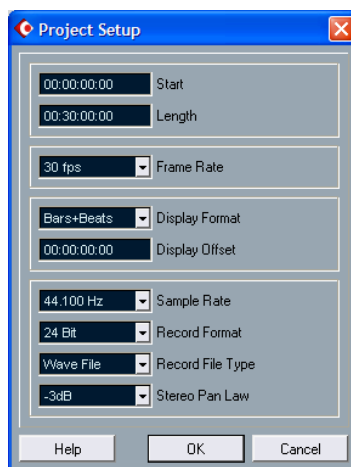 Project Setup
00:00:00:00 Start
00:30:00:00 Length
30 fps Frame Rate
Bars+Beats Display Format
00:00:00:00 Display Offset
44.100 Hz Sample Rate
24 Bit Record Format
Wave File Record File Type
-3dB Stereo Pan Law
Help OK Cancel